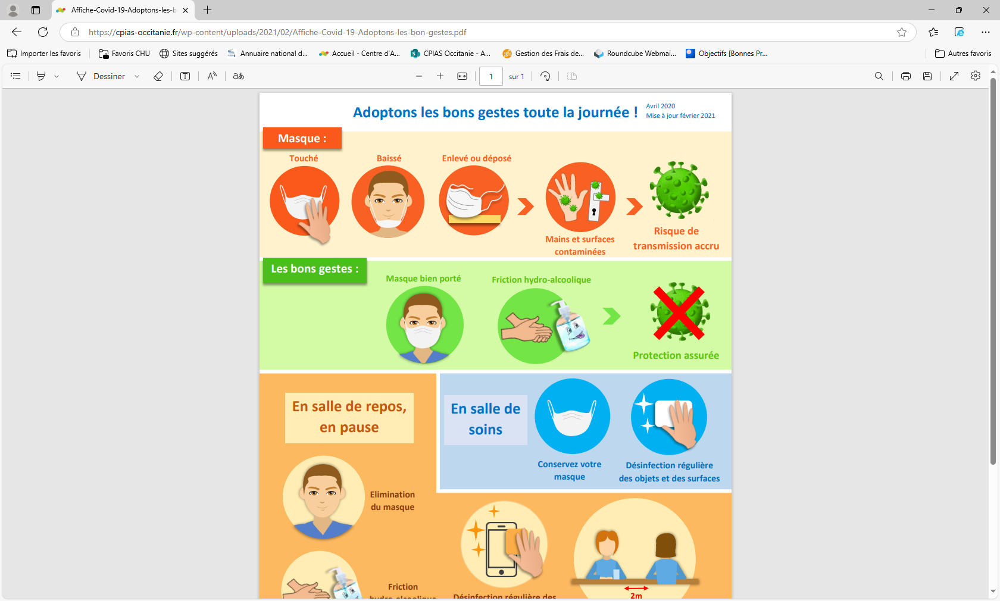 Affiche-Covid-19-Adoptons-les-b
https://cpias-occitanie.fr/wp-content/uploads/2021/02/Affiche-Covid-19-Adoptons-les-bon-gestes.pdf
Importer les favoris
Favoris CHU
Sites suggérés
Annuaire national d...
Accueil - Centre d'A...
CPIAS Occitanie - A...
Gestion des Frais de...
Roundcube Webmai...
Objectifs [Bonnes Pr...
Autres favoris
Dessiner
1
sur 1
Adoptons les bons gestes toute la journée !
Avril 2020
Mise à jour février 2021
Masque :
Touché
Baissé
Enlevé ou déposé
Mains et surfaces
contaminées
Risque de
transmission accru
Les bons gestes :
Masque bien porté
Friction hydro-alcoolique
Protection assurée
En salle de repos,
en pause
En salle de
soins
Conservez votre
masque
Désinfection régulière
des objets et des surfaces
Elimination
du masque
Friction
hydro-alcoolique
Désinfection régulière des
2m